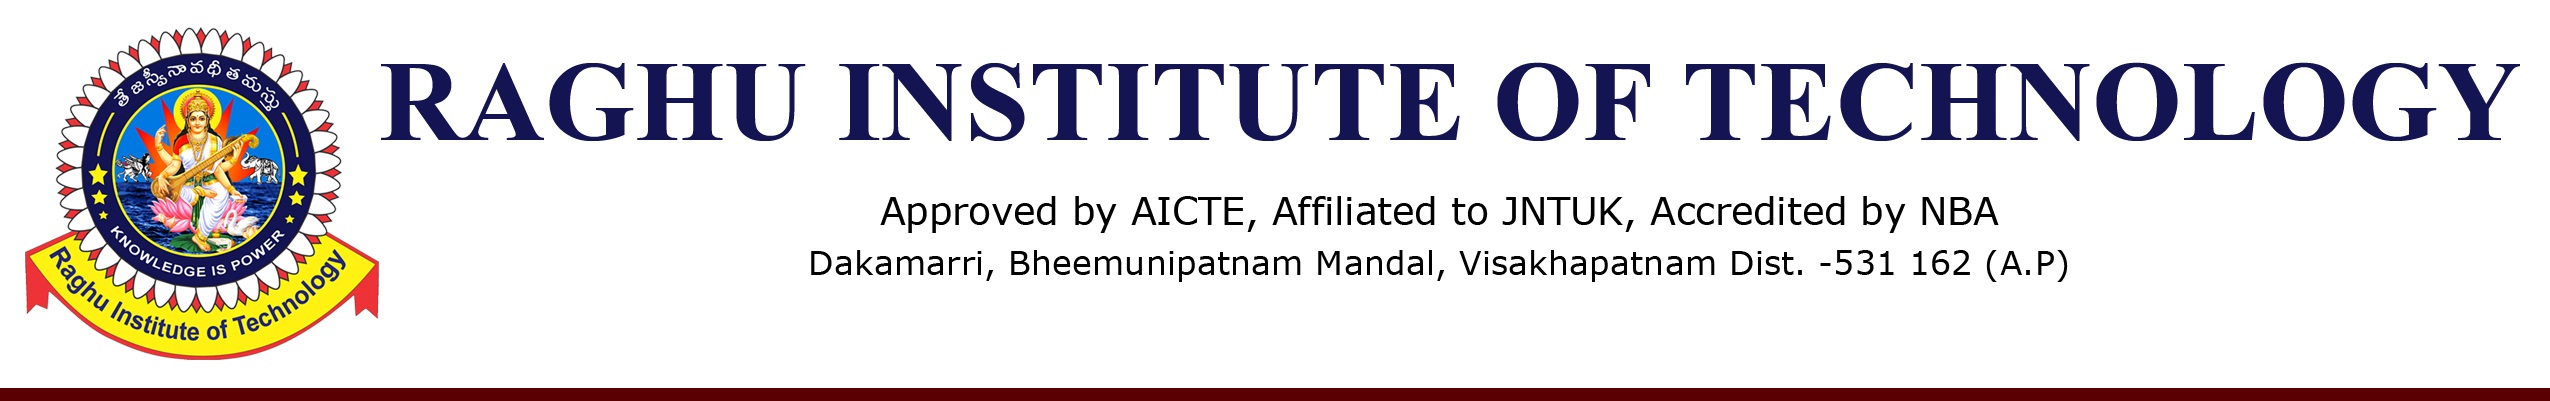 తేజస్వీనావధీతమస్తు
KNOWLEDGE IS POWER
Raghu Institute of Technology
RAGHU INSTITUTE OF TECHNOLOGY
Approved by AICTE, Affiliated to JNTUK, Accredited by NBA
Dakamarri, Bheemunipatnam Mandal, Visakhapatnam Dist. -531 162 (A.P)